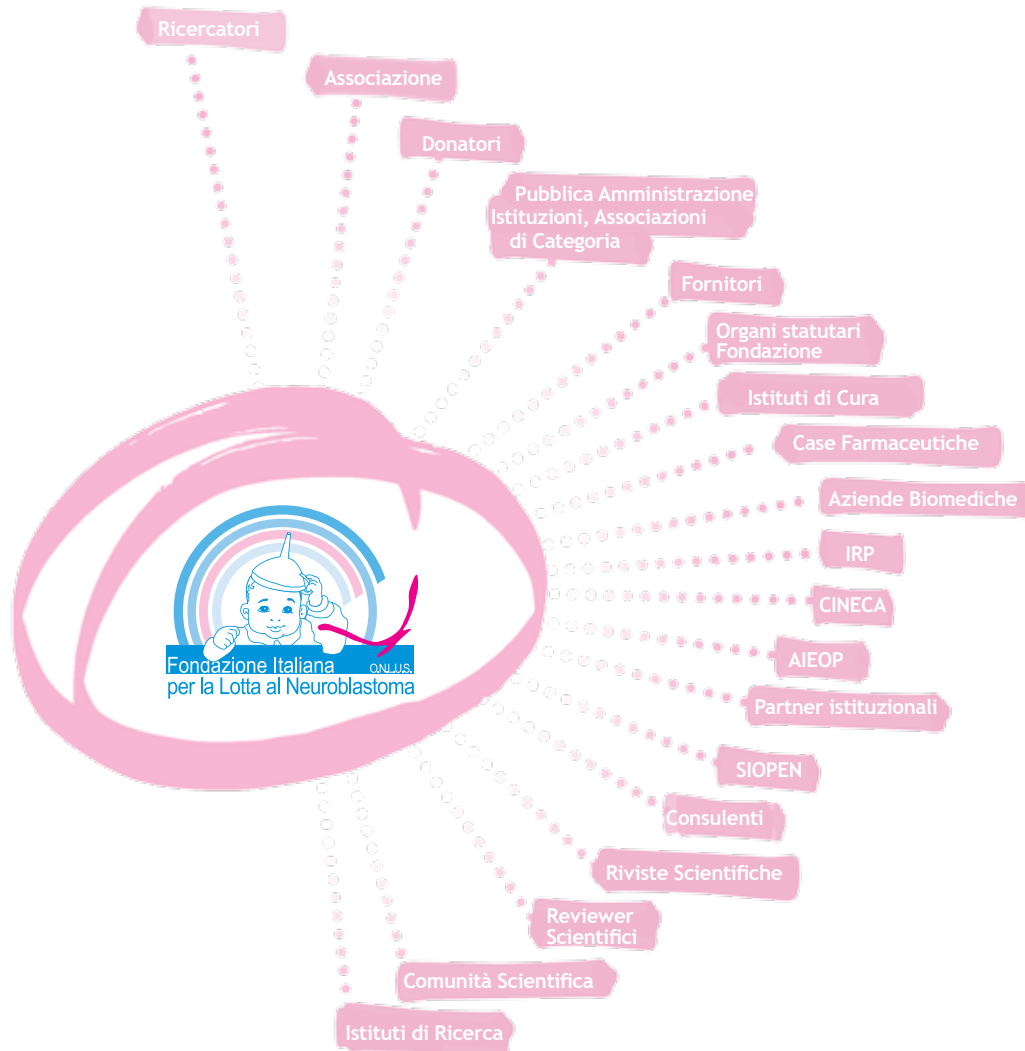 Ricercatori
Associazione
Donatori
Pubblica Amministrazione
Istituzioni, Associazioni
di Categoria
Fornitori
Organi statutari
Fondazione
Istituti di Cura
Case Farmaceutiche
Aziende Biomediche
IRP
CINECA
AIEOP
Partner istituzionali
SIOPEN
Consulenti
Riviste Scientifiche
Reviewer
Scientifici
Comunità Scientifica
Istituti di Ricerca
Fondazione Italiana O.N.L.U.S.
per la Lotta al Neuroblastoma